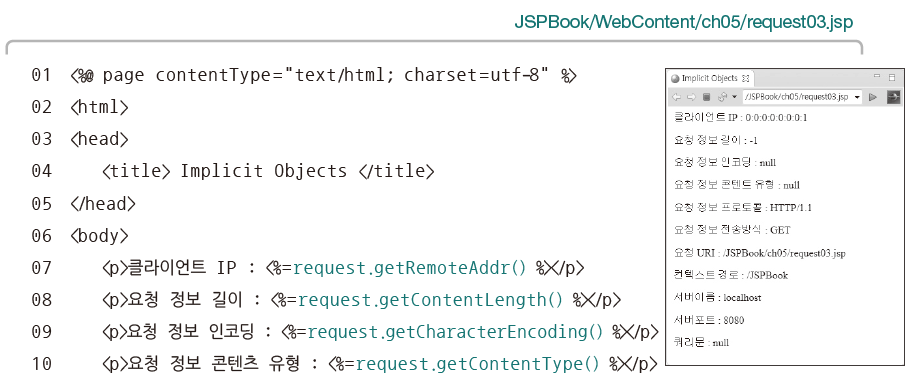 JSPBook/WebContent/ch05/request03.jsp
01 <%@ page contentType="text/html; charset=utf-8" %>
02 <html>
03 <head>
04 <title> Implicit Objects </title>
05 </head>
06 <body>
07 <p>클라이언트 IP : <%=request.getRemoteAddr() %></p>
08 <p>요청 정보 길이 : <%=request.getContentLength() %></p>
09 <p>요청 정보 인코딩 : <%=request.getCharacterEncoding() %></p>
10 <p>요청 정보 콘텐츠 유형 : <%=request.getContentType() %></p>
Implicit Objects
/JSPBook/ch05/request03.jsp
클라이언트 IP : 0:0:0:0:0:0:0:1
요청 정보 길이 : -1
요청 정보 인코딩 : null
요청 정보 콘텐트 유형 : null
요청 정보 프로토콜 : HTTP/1.1
요청 정보 전송방식 : GET
요청 URI : /JSPBook/ch05/request03.jsp
컨텍스트 경로 : /JSPBook
서버이름 : localhost
서버포트 : 8080
쿼리문 : null